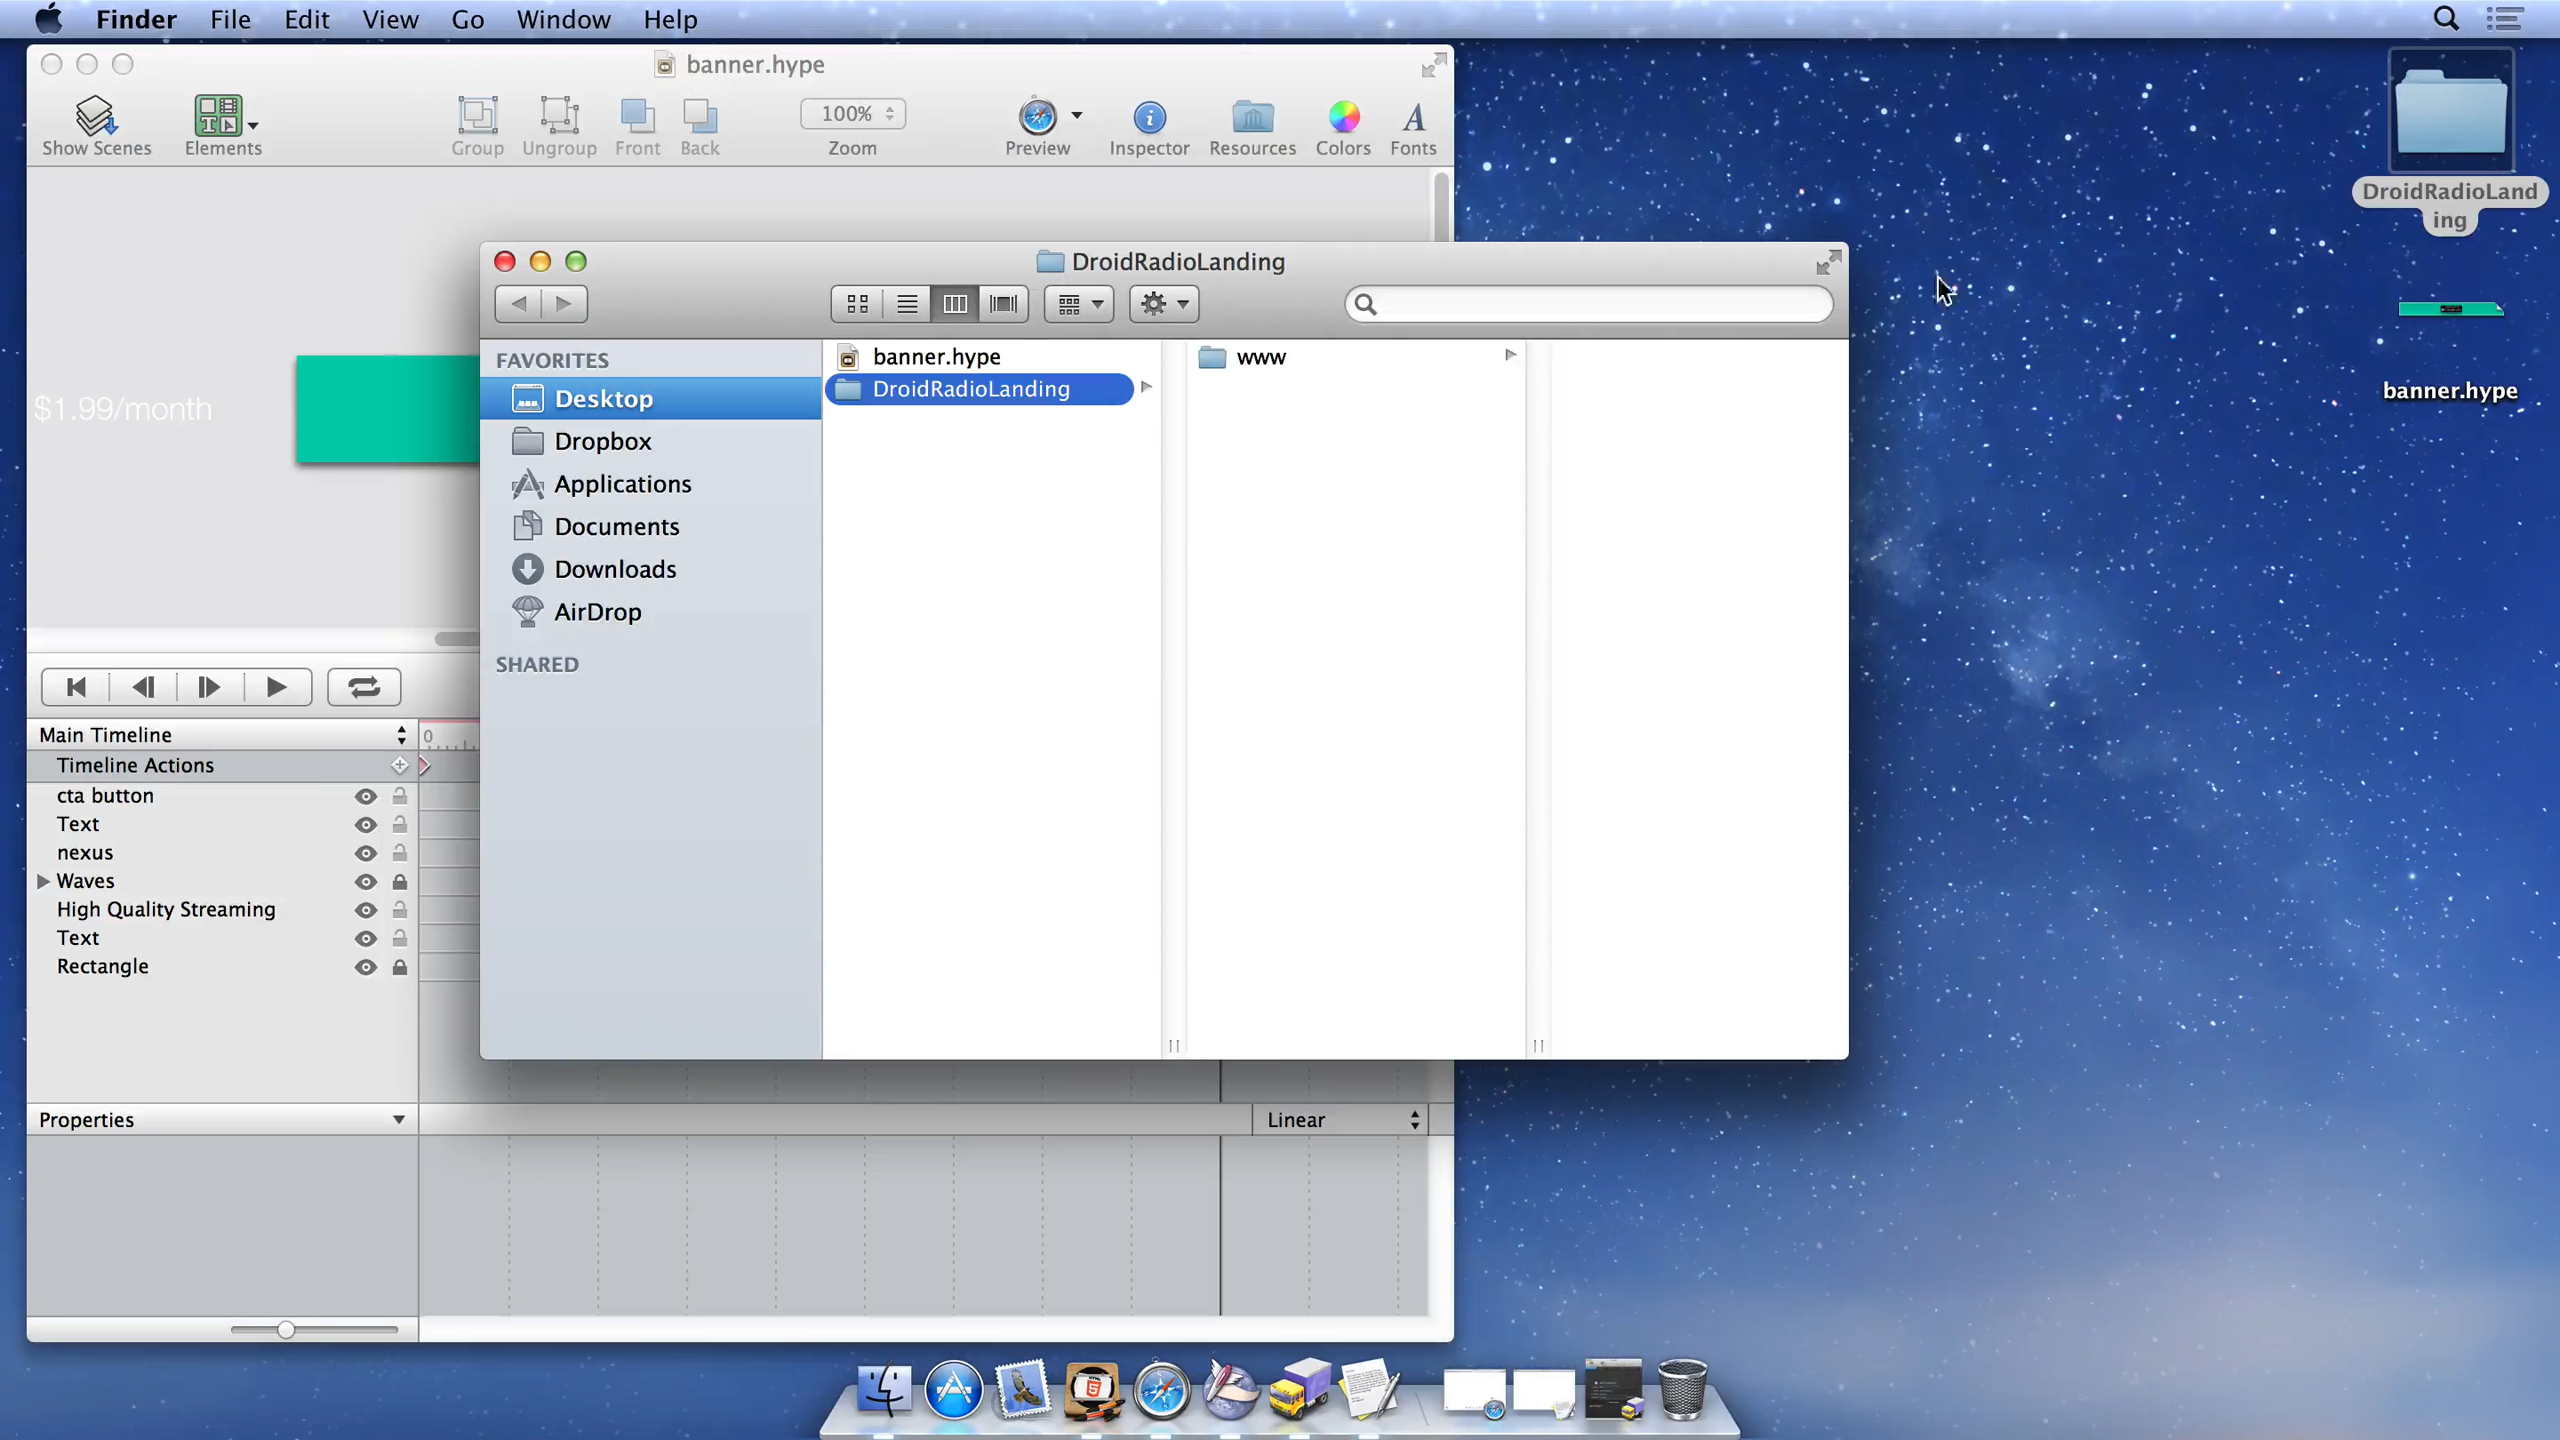 Finder File Edit View Go Window Help
banner.hype
100%
Show Scenes Elements Group Ungroup Front Back Zoom Preview Inspector Resources Colors Fonts
$1.99/month
DroidRadioLanding
FAVORITES
Desktop
Dropbox
Applications
Documents
Downloads
AirDrop
SHARED
banner.hype
DroidRadioLanding
www
DroidRadioLand
ing
banner.hype
Main Timeline 0
Timeline Actions
cta button
Text
nexus
Waves
High Quality Streaming
Text
Rectangle
Properties Linear